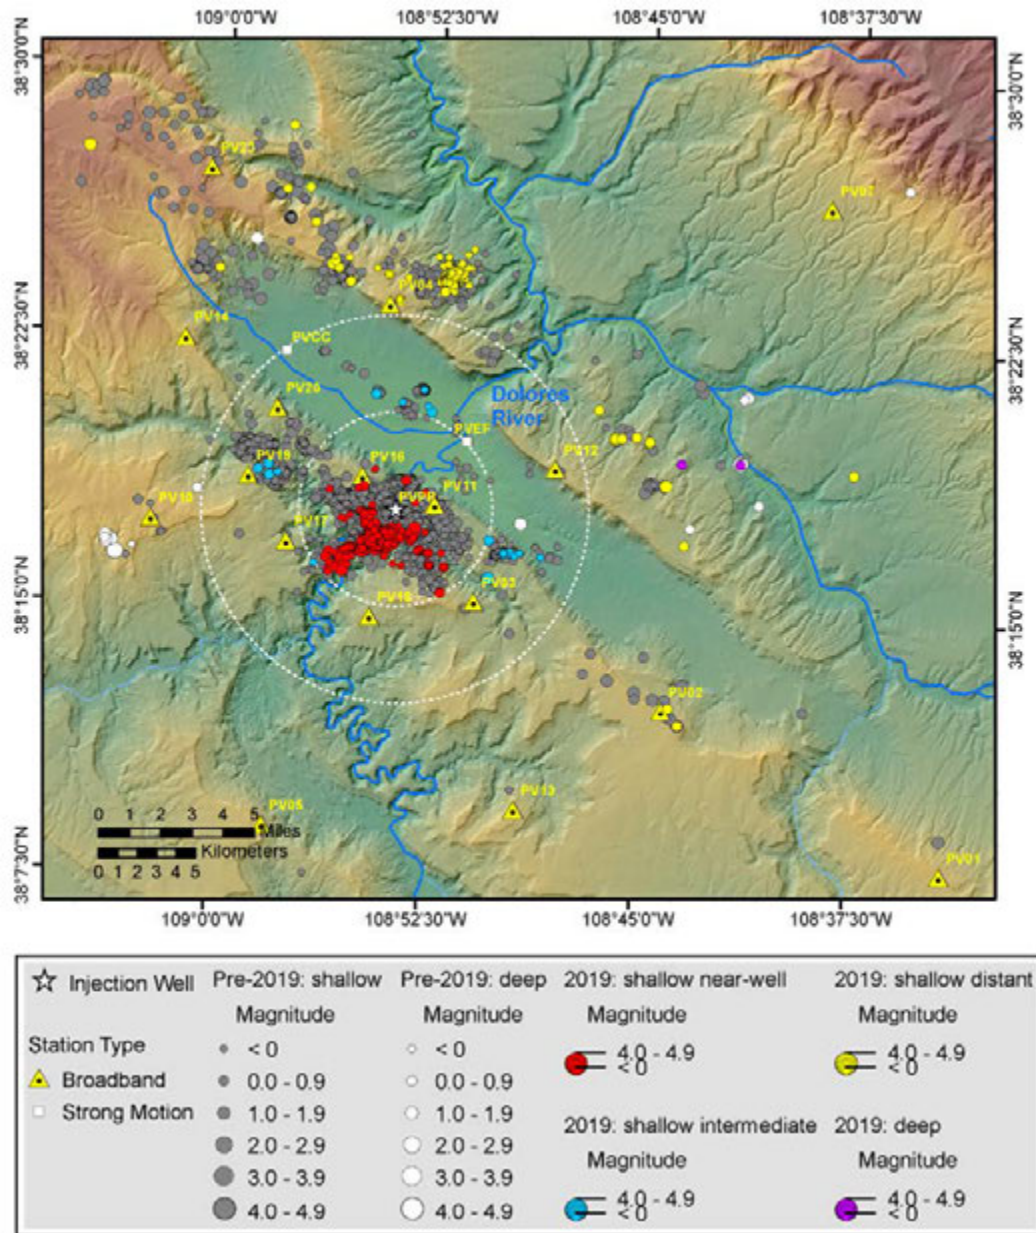 109°0'0"W 108°52'30"W 108°45'0"W 108°37'30"W
38°30'0"N
38°30'0"N
PV23
PV07
PV04
38°22'30"N
PV14
PVCC
38°22'30"N
Dolores
River
PV26
PVEF
PV19
PV16
PV12
PV10
PVPP
PV11
PV17
38°15'0"N
PV18
PV03
38°15'0"N
PV02
PV13
PV05
0 1 2 3 4 5
Miles
Kilometers
0 1 2 3 4 5
PV01
38°7'30"N
38°7'30"N
109°0'0"W 108°52'30"W 108°45'0"W 108°37'30"W
Injection Well
Station Type
Broadband
Strong Motion
Pre-2019: shallow
Magnitude
< 0
0.0 - 0.9
1.0 - 1.9
2.0 - 2.9
3.0 - 3.9
4.0 - 4.9
Pre-2019: deep
Magnitude
< 0
0.0 - 0.9
1.0 - 1.9
2.0 - 2.9
3.0 - 3.9
4.0 - 4.9
2019: shallow near-well
Magnitude
4.0 - 4.9
< 0
2019: shallow intermediate
Magnitude
4.0 - 4.9
< 0
2019: shallow distant
Magnitude
4.0 - 4.9
< 0
2019: deep
Magnitude
4.0 - 4.9
< 0